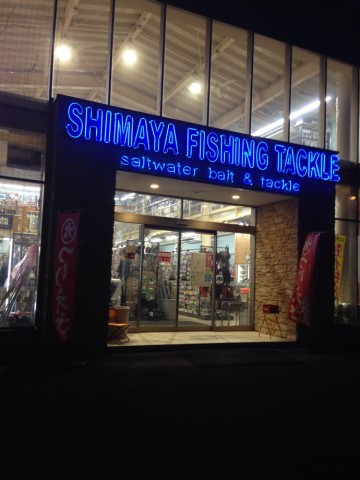 SHIMAYA FISHING TACKLE
saltwater bait & tackle